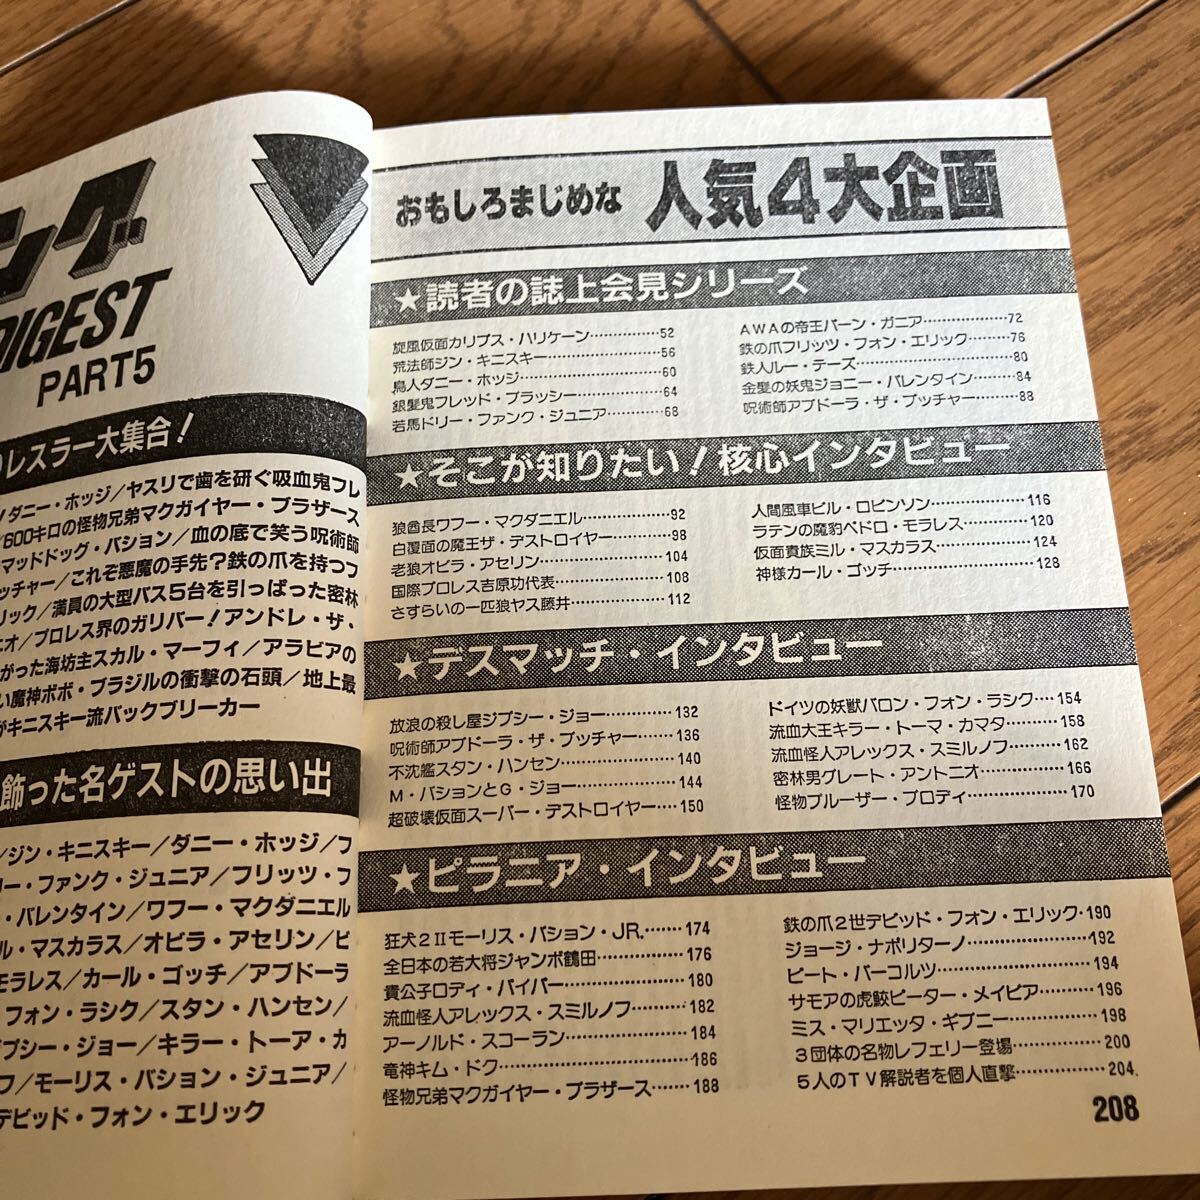 ング
DIGEST
PART5
レスラー大集合！
ダニー・ホッジ/ヤスリで歯を研ぐ吸血鬼フレ
/600キロの怪物兄弟マクガイヤー・ブラザース
マッドドッグ・バション/血の底で笑う呪術師
ッチャー/これぞ悪魔の手先？鉄の爪を持つフ
リック/満員の大型バス5台を引っぱった密林
ニオ/プロレス界のガリバー！アンドレ・ザ・
がった海坊主スカル・マーフィ/アラビアの
い魔神ボボ・ブラジルの衝撃の石頭/地上最
がキニスキー流バックブリーカー
飾った名ゲストの思い出
/ジン・キニスキー/ダニー・ホッジ/フ
ー・ファンク・ジュニア/フリッツ・フ
・バレンタイン/ワフー・マクダニエル
ル・マスカラス/オビラ・アセリン/ビ
モラレス/カール・ゴッチ/アブドーラ
フォン・ラシク/スタン・ハンセン/
プシー・ジョー/キラー・トーア・カ
フ/モーリス・バション・ジュニア/
デビッド・フォン・エリック
おもしろまじめな 人気4大企画
★読者の誌上会見シリーズ
旋風仮面カリプス・ハリケーン……………52
荒法師ジン・キニスキー……………56
鳥人ダニー・ホッジ……………60
銀髪鬼フレッド・ブラッシー……………64
若馬ドリー・ファンク・ジュニア…………68
AWAの帝王バーン・ガニア……………72
鉄の爪フリッツ・フォン・エリック………76
鉄人ルー・テーズ……………80
金髪の妖鬼ジョニー・バレンタイン………84
呪術師アブドーラ・ザ・ブッチャー………88
★そこが知りたい！核心インタビュー
狼酋長ワフー・マクダニエル……………92
白覆面の魔王ザ・デストロイヤー…………98
老狼オビラ・アセリン……………104
国際プロレス吉原功代表……………108
さすらいの一匹狼ヤス藤井……………112
人間風車ビル・ロビンソン……………116
ラテンの魔豹ペドロ・モラレス…………120
仮面貴族ミル・マスカラス……………124
神様カール・ゴッチ……………128
★デスマッチ・インタビュー
放浪の殺し屋ジプシー・ジョー…………132
呪術師アブドーラ・ザ・ブッチャー………136
不沈艦スタン・ハンセン……………140
M・バションとG・ジョー……………144
超破壊仮面スーパー・デストロイヤー……150
ドイツの妖獣バロン・フォン・ラシク……154
流血大王キラー・トーマ・カマタ………158
流血怪人アレックス・スミルノフ………162
密林男グレート・アントニオ……………166
怪物ブルーザー・ブロディ……………170
★ピラニア・インタビュー
狂犬2IIモーリス・バション・JR.……174
全日本の若大将ジャンボ鶴田……………176
貴公子ロディ・パイパー……………180
流血怪人アレックス・スミルノフ………182
アーノルド・スコーラン……………184
竜神キム・ドク……………186
怪物兄弟マクガイヤー・ブラザース………188
鉄の爪2世デビッド・フォン・エリック・190
ジョージ・ナポリターノ……………192
ピート・バーコルツ……………194
サモアの虎鮫ピーター・メイビア………196
ミス・マリエッタ・ギブニー……………198
3団体の名物レフェリー登場……………200
5人のTV解説者を個人直撃……………204
208